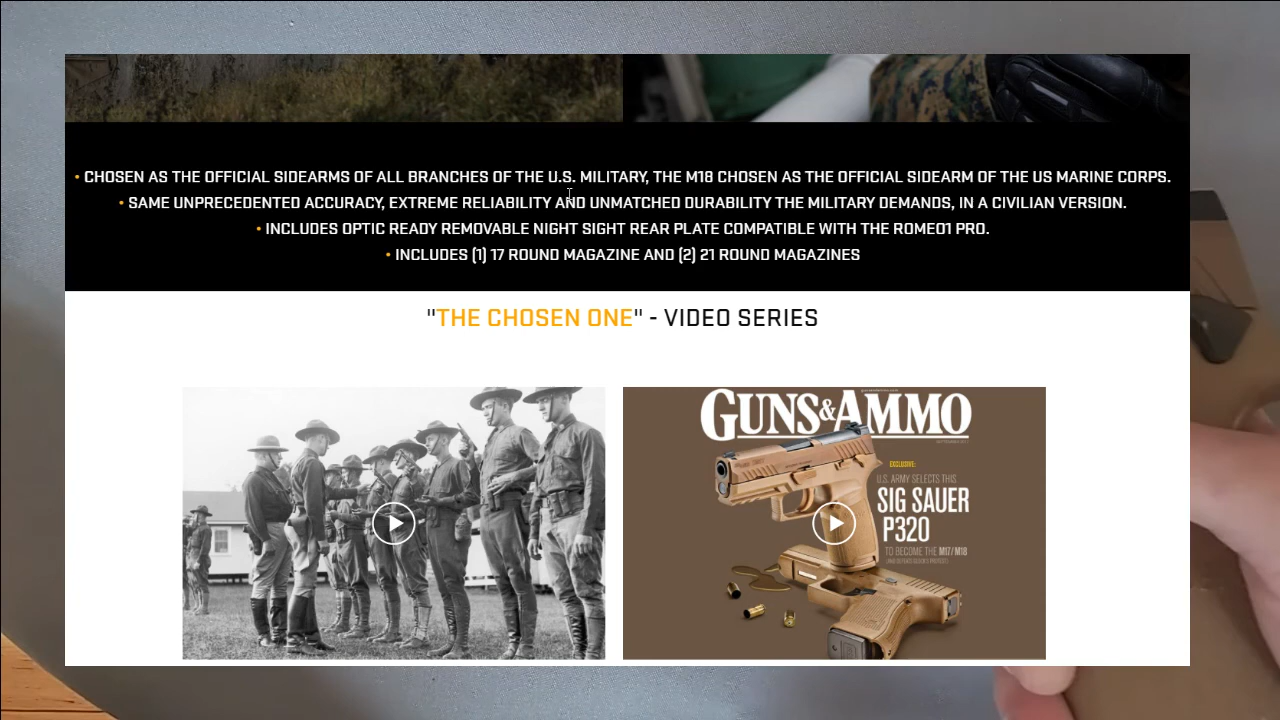 • CHOSEN AS THE OFFICIAL SIDEARMS OF ALL BRANCHES OF THE U.S. MILITARY, THE M18 CHOSEN AS THE OFFICIAL SIDEARM OF THE US MARINE CORPS.
• SAME UNPRECEDENTED ACCURACY, EXTREME RELIABILITY AND UNMATCHED DURABILITY THE MILITARY DEMANDS, IN A CIVILIAN VERSION.
• INCLUDES OPTIC READY REMOVABLE NIGHT SIGHT REAR PLATE COMPATIBLE WITH THE ROMEO1 PRO.
• INCLUDES (1) 17 ROUND MAGAZINE AND (2) 21 ROUND MAGAZINES
"THE CHOSEN ONE" - VIDEO SERIES
GUNS&AMMO
EXCLUSIVE:
U.S. ARMY SELECTS THIS
SIG SAUER
P320
TO BECOME THE M17/M18